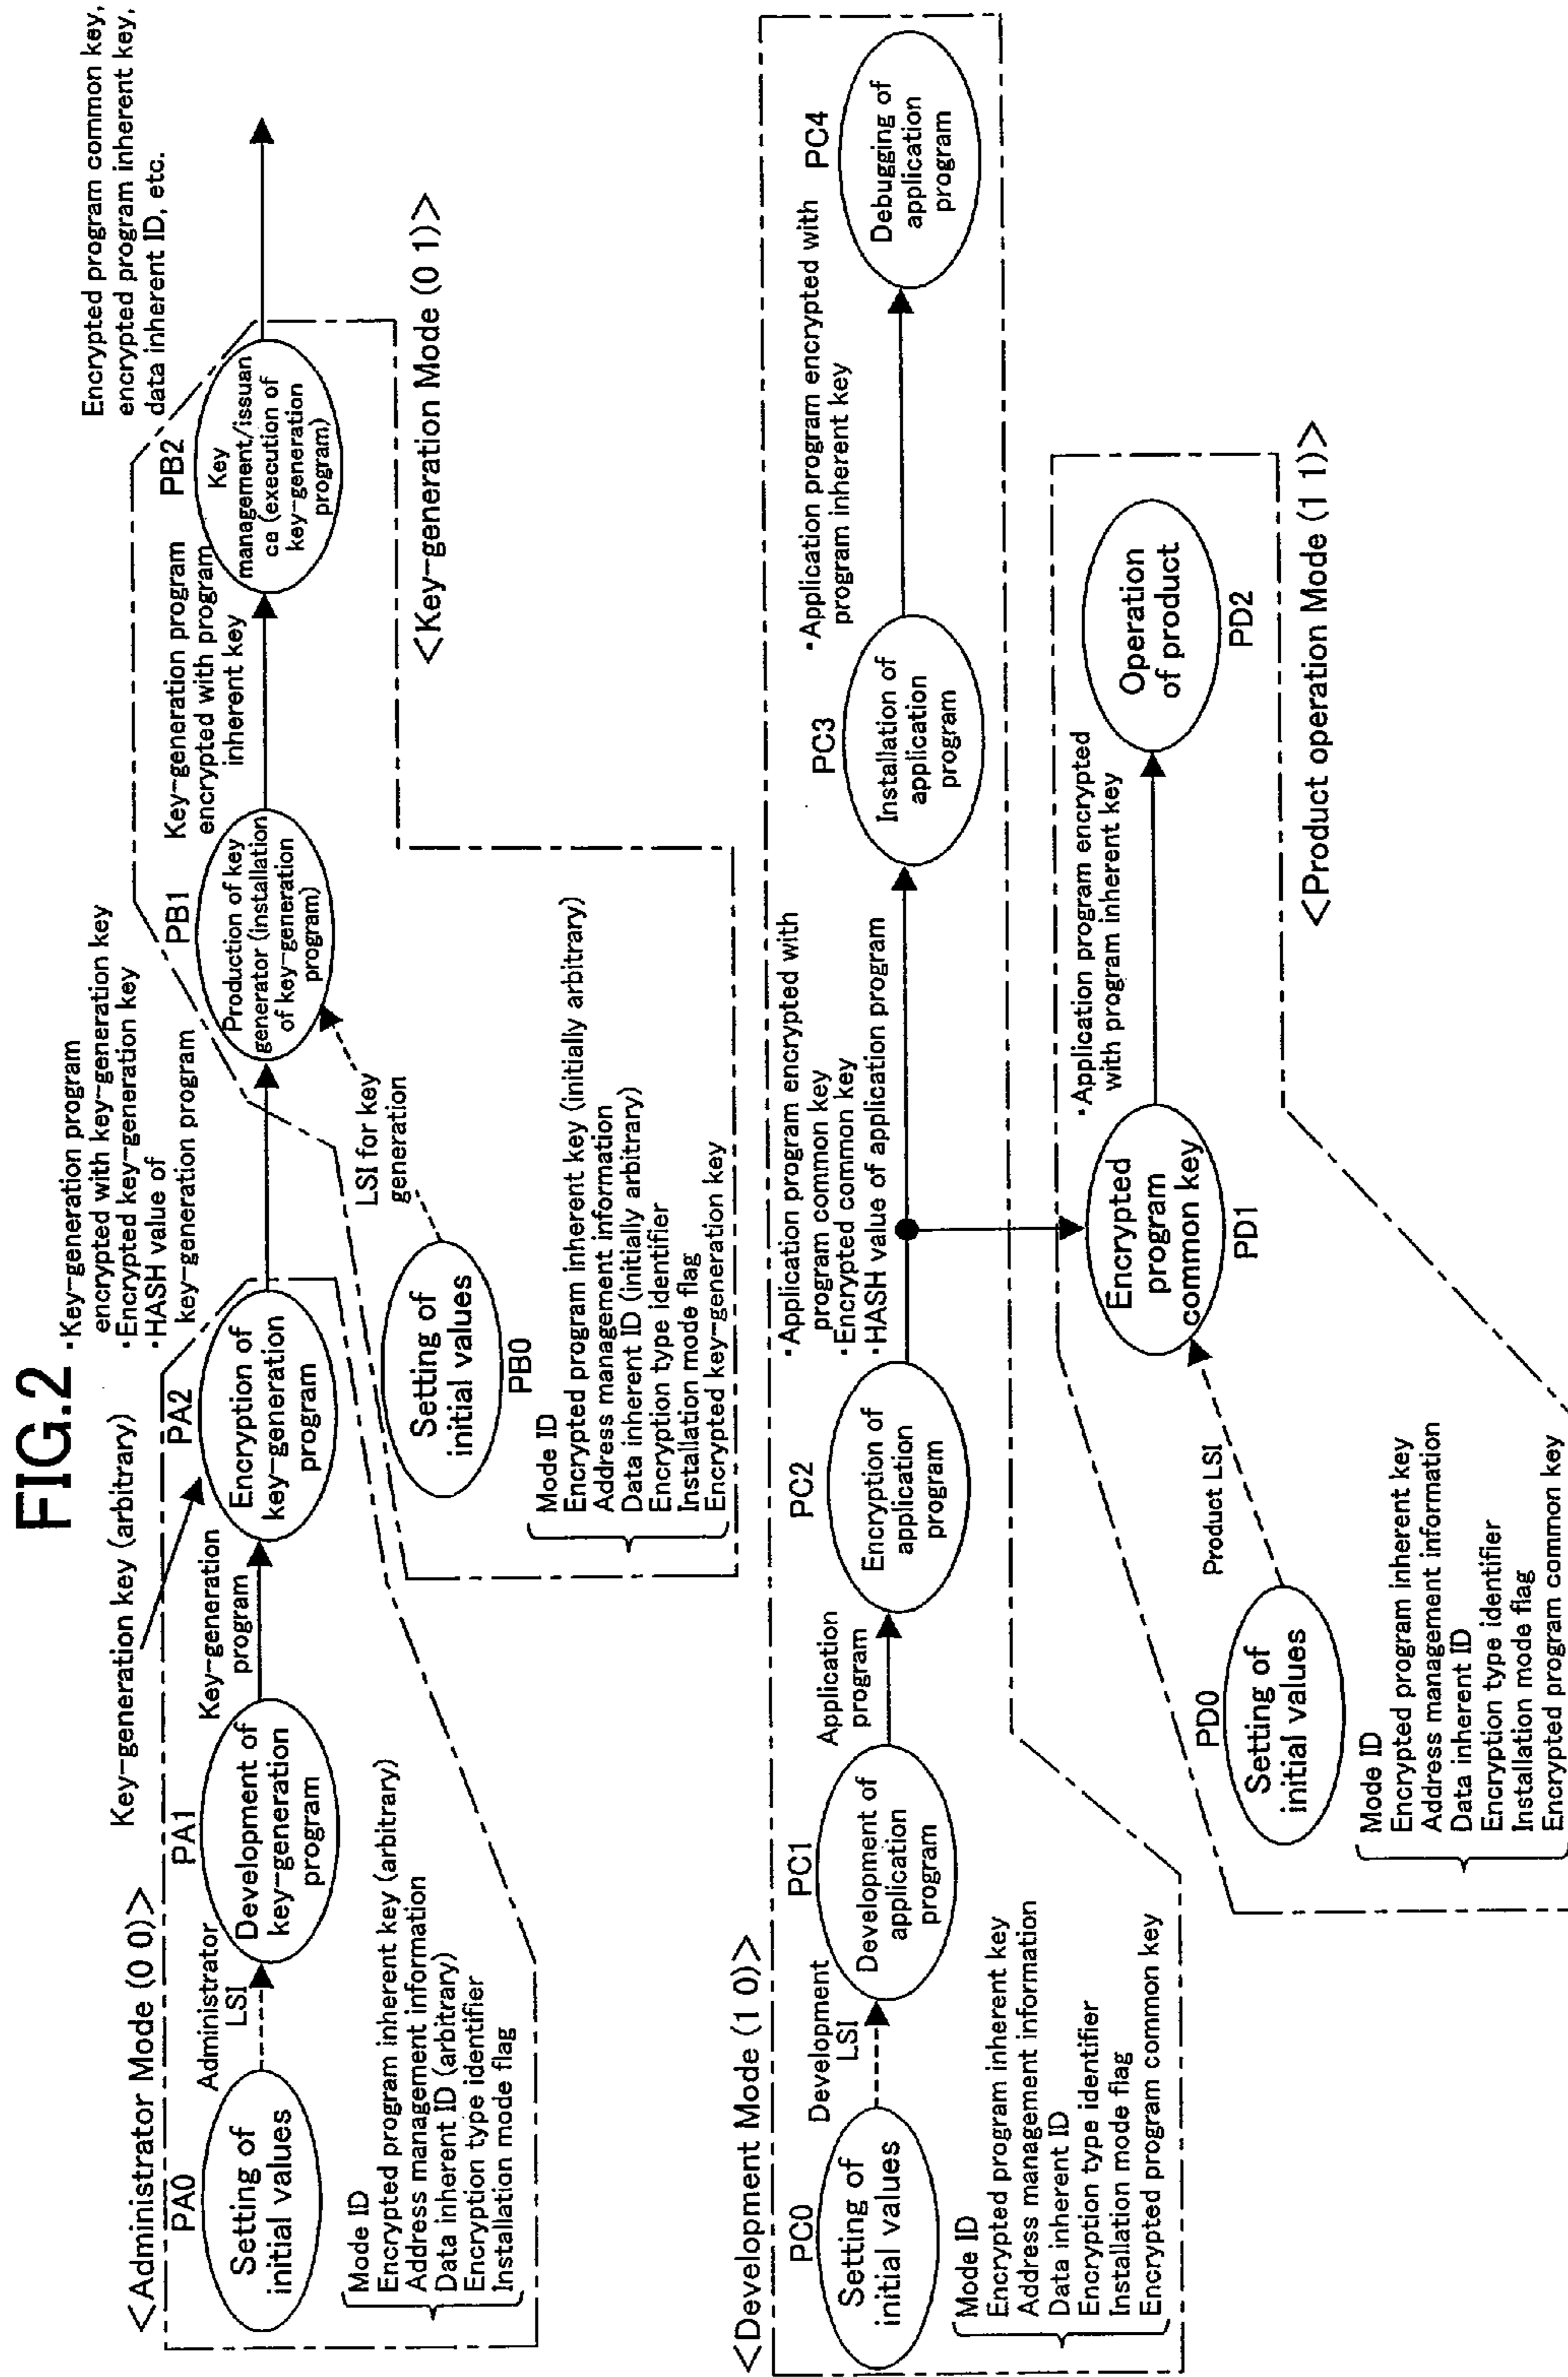 FIG.2
<Administrator Mode (0 0)>
PA0
Setting of
initial values
Mode ID
Encrypted program inherent key (arbitrary)
Address management information
Data inherent ID (arbitrary)
Encryption type identifier
Installation mode flag
Administrator
LSI
PA1
Development of
key-generation
program
Key-generation
program
Key-generation key (arbitrary)
PA2
Encryption of
key-generation
program
・Key-generation program
encrypted with key-generation key
・Encrypted key-generation key
・HASH value of
key-generation program
PB0
Setting of
initial values
Mode ID
Encrypted program inherent key (initially arbitrary)
Address management information
Data inherent ID (initially arbitrary)
Encryption type identifier
Installation mode flag
Encrypted key-generation key
LSI for key
generation
PB1
Production of key
generator (installation
of key-generation
program)
Key-generation program
encrypted with program
inherent key
PB2
Key
management/issuan
ce (execution of
key-generation
program)
Encrypted program common key,
encrypted program inherent key,
data inherent ID, etc.
<Key-generation Mode (0 1)>
<Development Mode (1 0)>
PC0
Setting of
initial values
Mode ID
Encrypted program inherent key
Address management information
Data inherent ID
Encryption type identifier
Installation mode flag
Encrypted program common key
Development
LSI
PC1
Development of
application
program
Application
program
PC2
Encryption of
application
program
・Application program encrypted with
program common key
・Encrypted common key
・HASH value of application program
PC3
Installation of
application
program
・Application program encrypted with
program inherent key
PC4
Debugging of
application
program
PD0
Setting of
initial values
Mode ID
Encrypted program inherent key
Address management information
Data inherent ID
Encryption type identifier
Installation mode flag
Encrypted program common key
Product LSI
Encrypted
program
common key
PD1
・Application program encrypted
with program inherent key
Operation
of product
PD2
<Product operation Mode (1 1)>